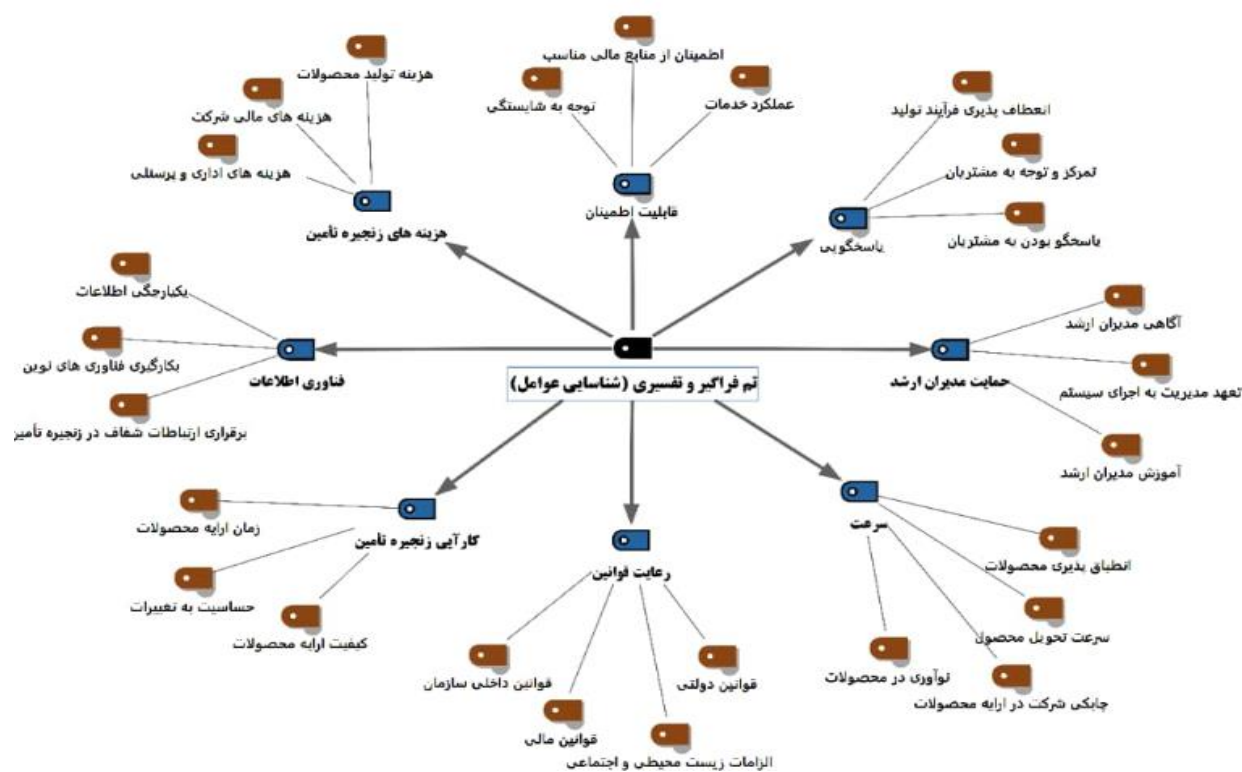 اطمینان از منابع مالی مناسب
هزینه تولید محصولات
توجه به شایستگی
عملکرد خدمات
انعطاف پذیری فرآیند تولید
هزینه های مالی شرکت
هزینه های اداری و پرسنلی
تمرکز و توجه به مشتریان
قابلیت اطمینان
هزینه های زنجیره تأمین
پاسخگویی
پاسخگو بودن به مشتریان
یکپارچگی اطلاعات
آگاهی مدیران ارشد
بکارگیری فناوری های نوین
فناوری اطلاعات
تم فراگیر و تفسیری (شناسایی عوامل)
حمایت مدیران ارشد
تعهد مدیریت به اجرای سیستم
برقراری ارتباطات شفاف در زنجیره تأمین
آموزش مدیران ارشد
زمان ارایه محصولات
کارآیی زنجیره تأمین
سرعت
رعایت قوانین
انطباق پذیری محصولات
حساسیت به تغییرات
کیفیت ارایه محصولات
سرعت تحویل محصول
قوانین داخلی سازمان
قوانین دولتی
نوآوری در محصولات
چابکی شرکت در ارایه محصولات
قوانین مالی
الزامات زیست محیطی و اجتماعی